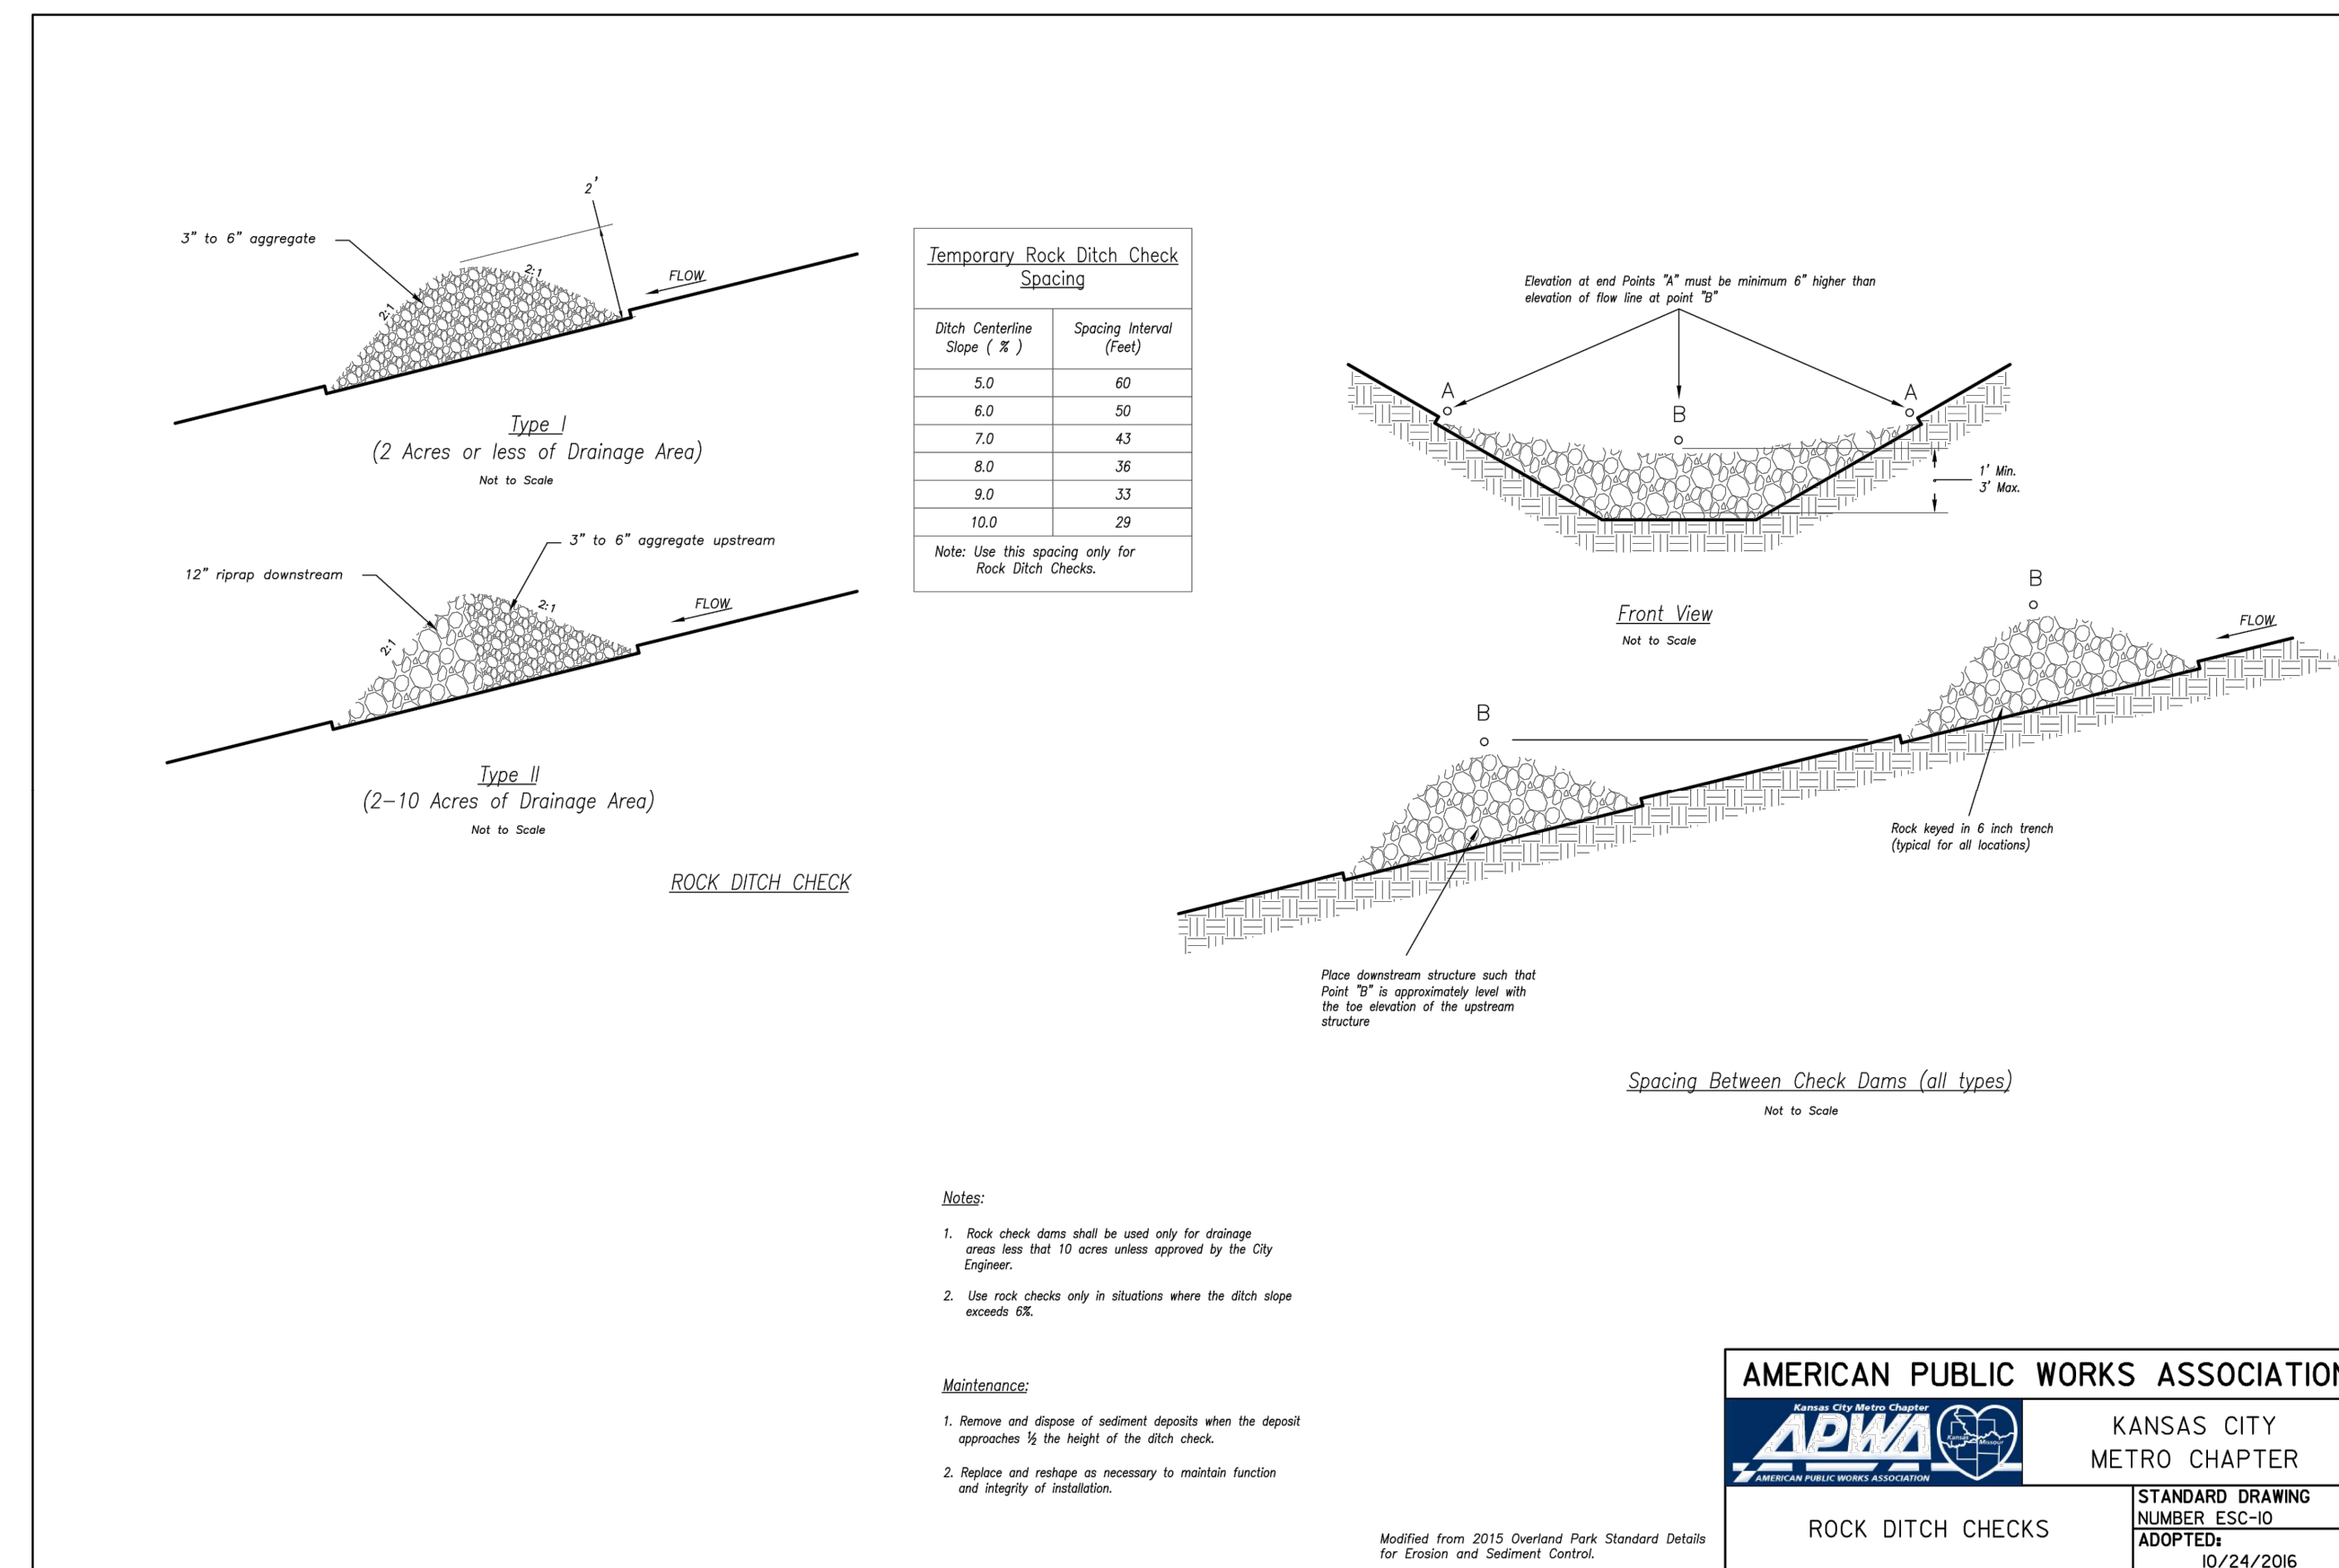 2'
3" to 6" aggregate
2:1
2:1
FLOW
Type I
(2 Acres or less of Drainage Area)
Not to Scale
3" to 6" aggregate upstream
12" riprap downstream
2:1
2:1
FLOW
Type II
(2-10 Acres of Drainage Area)
Not to Scale
ROCK DITCH CHECK
Temporary Rock Ditch Check
Spacing
Ditch Centerline
Slope ( % )
Spacing Interval
(Feet)
5.0 60
6.0 50
7.0 43
8.0 36
9.0 33
10.0 29
Note: Use this spacing only for
Rock Ditch Checks.
Elevation at end Points "A" must be minimum 6" higher than
elevation of flow line at point "B"
A
B
A
1' Min.
3' Max.
Front View
Not to Scale
B
FLOW
B
Rock keyed in 6 inch trench
(typical for all locations)
Place downstream structure such that
Point "B" is approximately level with
the toe elevation of the upstream
structure
Spacing Between Check Dams (all types)
Not to Scale
Notes:
1. Rock check dams shall be used only for drainage
areas less that 10 acres unless approved by the City
Engineer.
2. Use rock checks only in situations where the ditch slope
exceeds 6%.
Maintenance:
1. Remove and dispose of sediment deposits when the deposit
approaches ½ the height of the ditch check.
2. Replace and reshape as necessary to maintain function
and integrity of installation.
Modified from 2015 Overland Park Standard Details
for Erosion and Sediment Control.
AMERICAN PUBLIC WORKS ASSOCIATION
Kansas City Metro Chapter
APWA
Kansas Missouri
AMERICAN PUBLIC WORKS ASSOCIATION
KANSAS CITY
METRO CHAPTER
ROCK DITCH CHECKS
STANDARD DRAWING
NUMBER ESC-10
ADOPTED:
10/24/2016